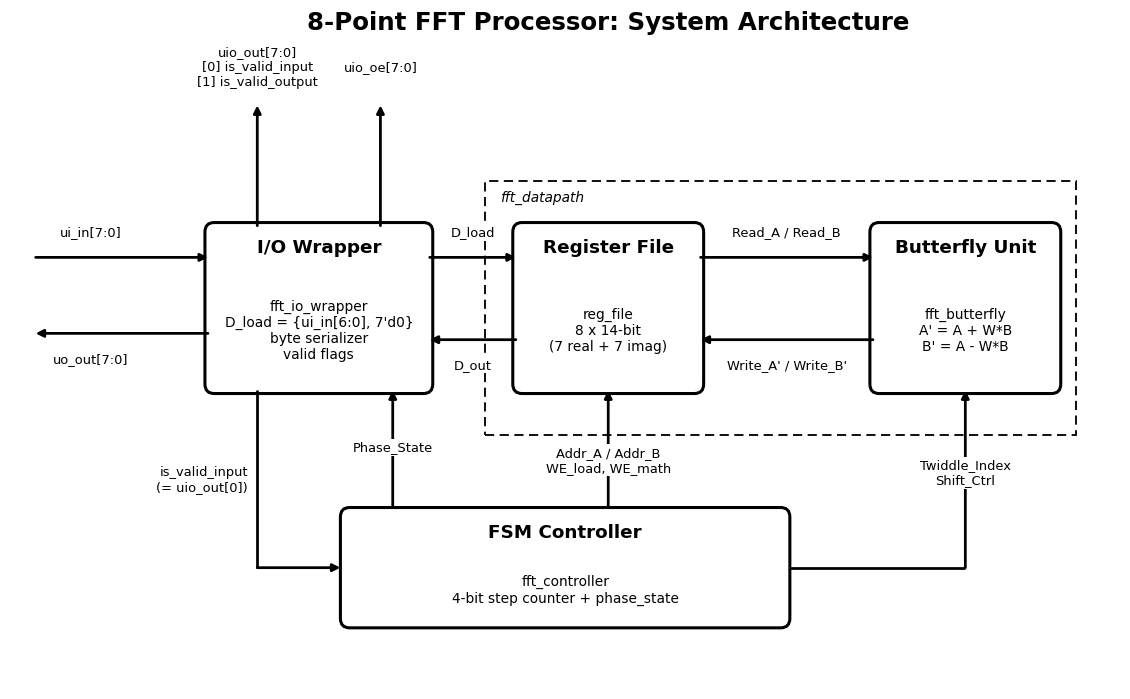 8-Point FFT Processor: System Architecture
uio_out[7:0]
[0] is_valid_input
[1] is_valid_output
uio_oe[7:0]
fft_datapath
ui_in[7:0]
uo_out[7:0]
I/O Wrapper
fft_io_wrapper
D_load = {ui_in[6:0], 7'd0}
byte serializer
valid flags
D_load
D_out
Register File
reg_file
8 x 14-bit
(7 real + 7 imag)
Read_A / Read_B
Write_A' / Write_B'
Butterfly Unit
fft_butterfly
A' = A + W*B
B' = A - W*B
is_valid_input
(= uio_out[0])
Phase_State
Addr_A / Addr_B
WE_load, WE_math
Twiddle_Index
Shift_Ctrl
FSM Controller
fft_controller
4-bit step counter + phase_state